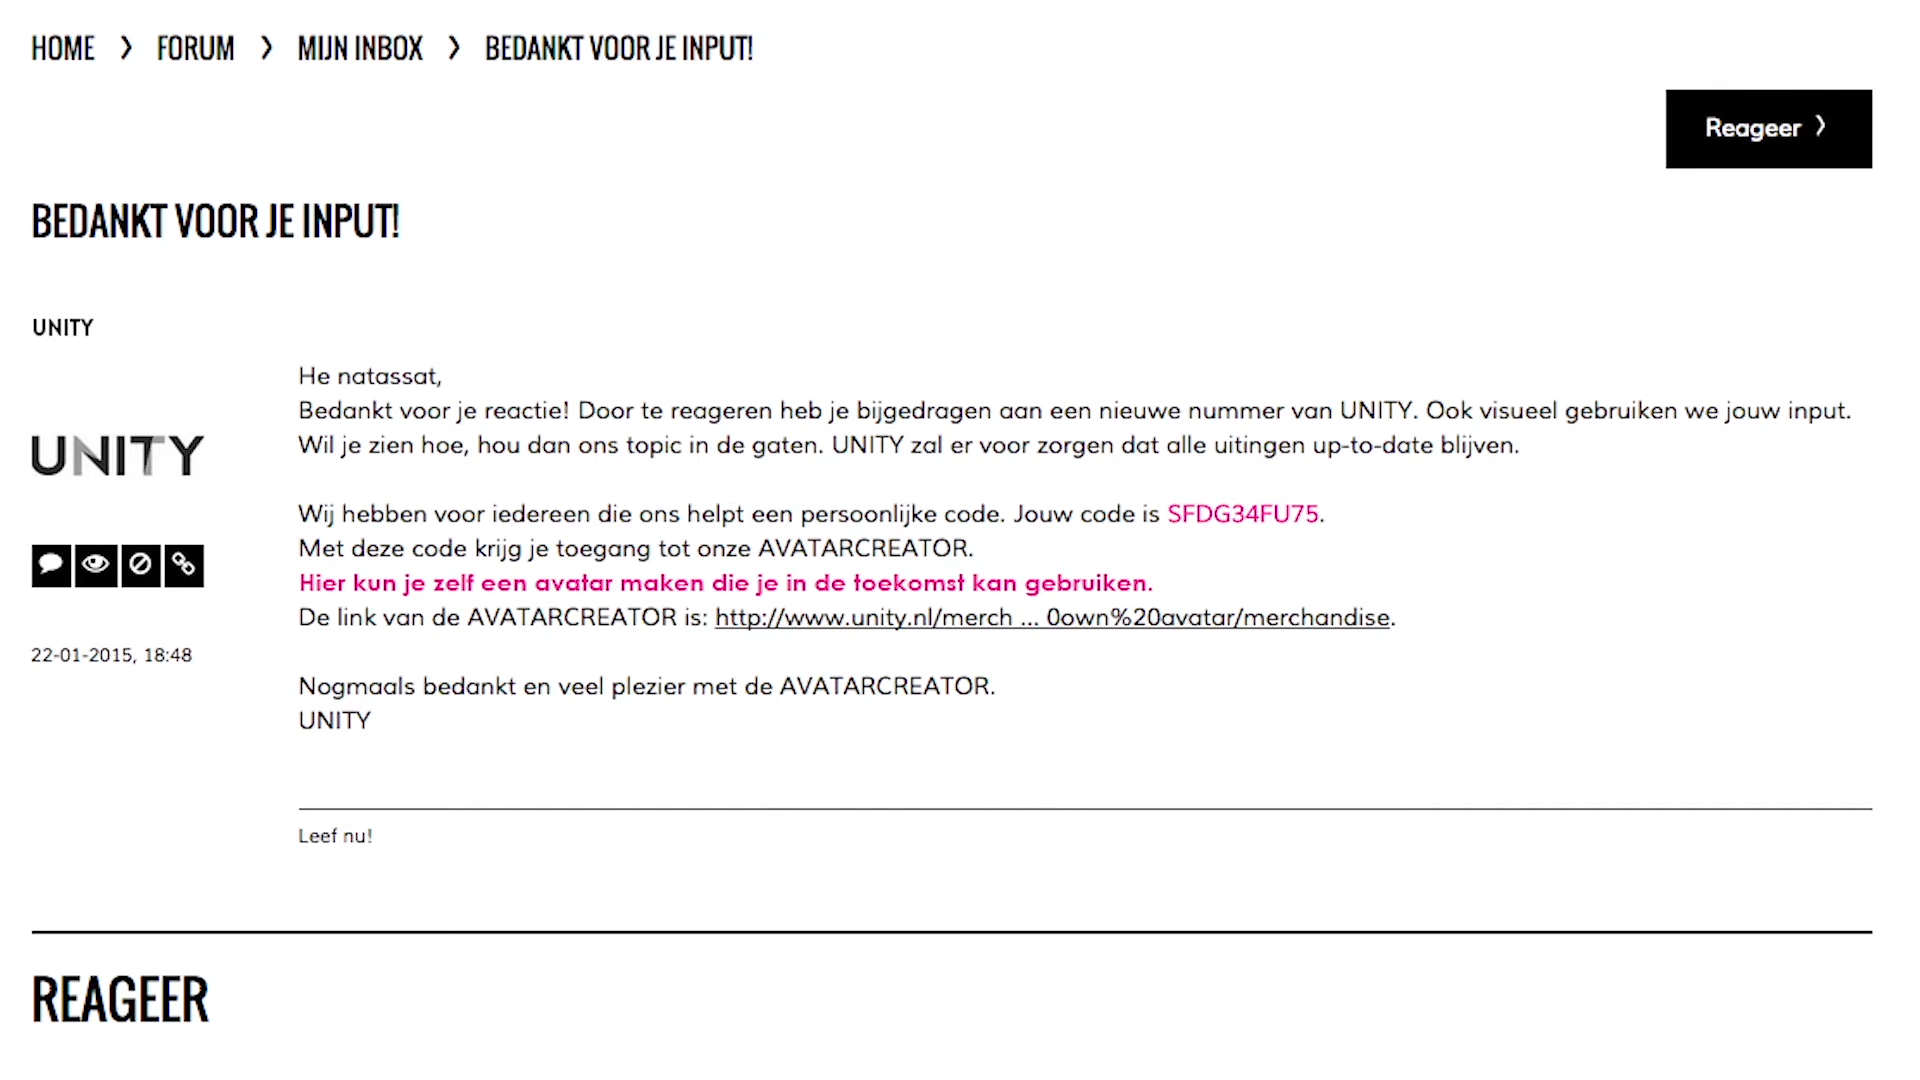 HOME > FORUM > MIJN INBOX > BEDANKT VOOR JE INPUT!
Reageer >
BEDANKT VOOR JE INPUT!
UNITY
UNITY
22-01-2015, 18:48
He natassat,
Bedankt voor je reactie! Door te reageren heb je bijgedragen aan een nieuwe nummer van UNITY. Ook visueel gebruiken we jouw input.
Wil je zien hoe, hou dan ons topic in de gaten. UNITY zal er voor zorgen dat alle uitingen up-to-date blijven.
Wij hebben voor iedereen die ons helpt een persoonlijke code. Jouw code is SFDG34FU75.
Met deze code krijg je toegang tot onze AVATARCREATOR.
Hier kun je zelf een avatar maken die je in de toekomst kan gebruiken.
De link van de AVATARCREATOR is: http://www.unity.nl/merch ... 0own%20avatar/merchandise.
Nogmaals bedankt en veel plezier met de AVATARCREATOR.
UNITY
Leef nu!
REAGEER